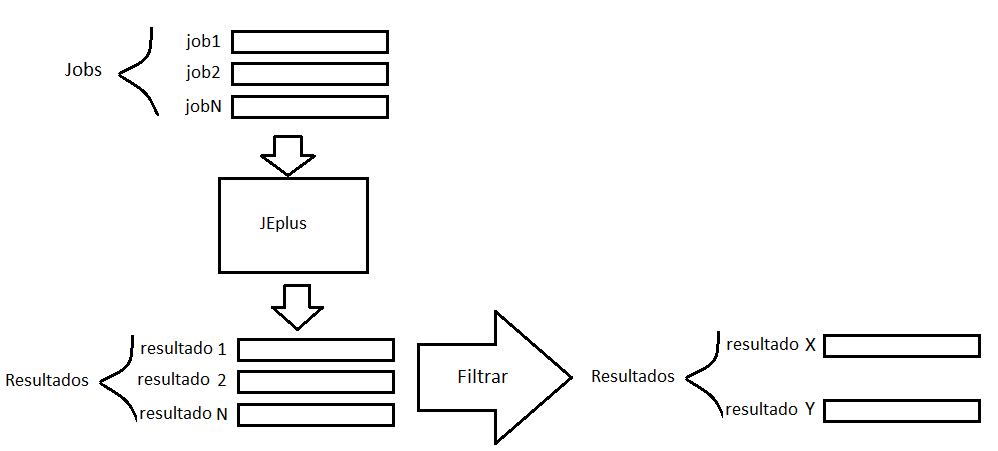 job1
Jobs
job2
jobN
JEplus
resultado 1
Resultados
resultado 2
resultado N
Filtrar
Resultados
resultado X
resultado Y